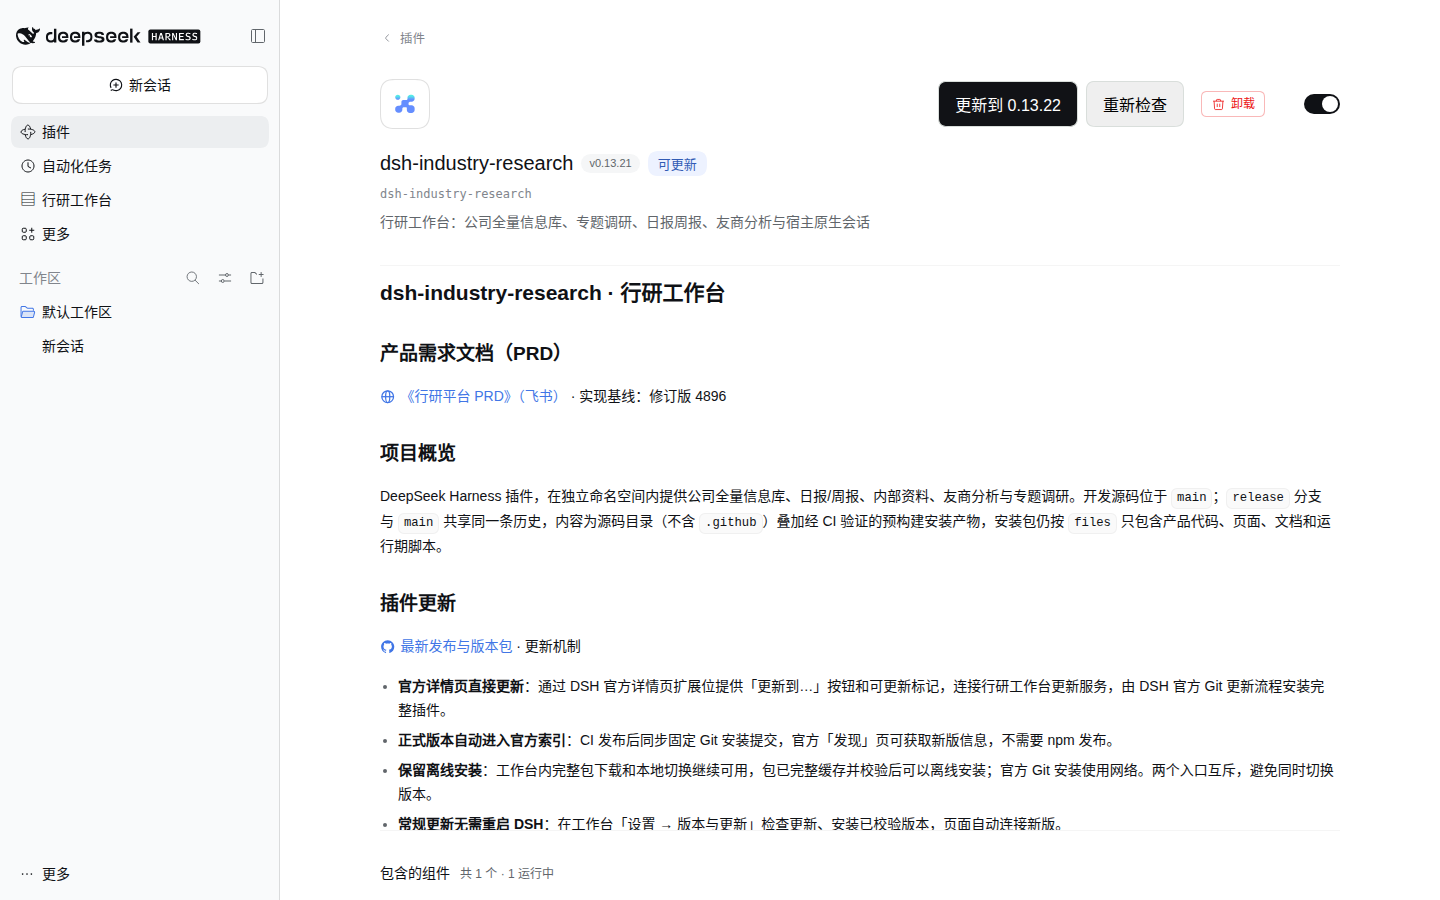 deepseek HARNESS
新会话
插件
自动化任务
行研工作台
更多
工作区
默认工作区
新会话
更多
插件
更新到 0.13.22
重新检查
卸载
dsh-industry-research v0.13.21 可更新
dsh-industry-research
行研工作台：公司全量信息库、专题调研、日报周报、友商分析与宿主原生会话
dsh-industry-research · 行研工作台
产品需求文档（PRD）
《行研平台 PRD》（飞书） · 实现基线：修订版 4896
项目概览
DeepSeek Harness 插件，在独立命名空间内提供公司全量信息库、日报/周报、内部资料、友商分析与专题调研。开发源码位于 main ；release 分支
与 main 共享同一条历史，内容为源码目录（不含 .github ）叠加经 CI 验证的预构建安装产物，安装包仍按 files 只包含产品代码、页面、文档和运
行期脚本。
插件更新
最新发布与版本包 · 更新机制
• 官方详情页直接更新：通过 DSH 官方详情页扩展位提供「更新到…」按钮和可更新标记，连接行研工作台更新服务，由 DSH 官方 Git 更新流程安装完
整插件。
• 正式版本自动进入官方索引：CI 发布后同步固定 Git 安装提交，官方「发现」页可获取新版信息，不需要 npm 发布。
• 保留离线安装：工作台内完整包下载和本地切换继续可用，包已完整缓存并校验后可以离线安装；官方 Git 安装使用网络。两个入口互斥，避免同时切换
版本。
• 常规更新无需重启 DSH：在工作台「设置 → 版本与更新」检查更新、安装已校验版本，页面自动连接新版。
包含的组件 共 1 个 · 1 运行中